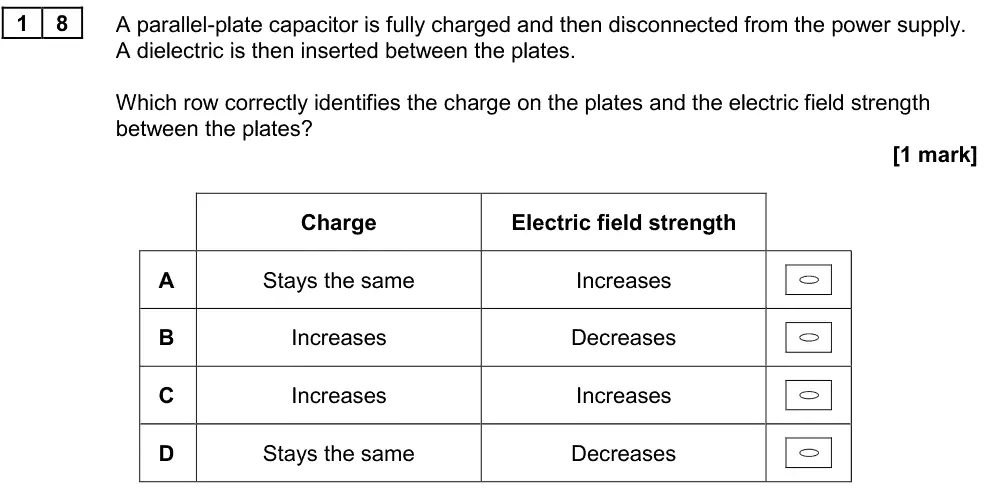 1 8 A parallel-plate capacitor is fully charged and then disconnected from the power supply.
A dielectric is then inserted between the plates.
Which row correctly identifies the charge on the plates and the electric field strength
between the plates?
[1 mark]
Charge Electric field strength
A Stays the same Increases
B Increases Decreases
C Increases Increases
D Stays the same Decreases